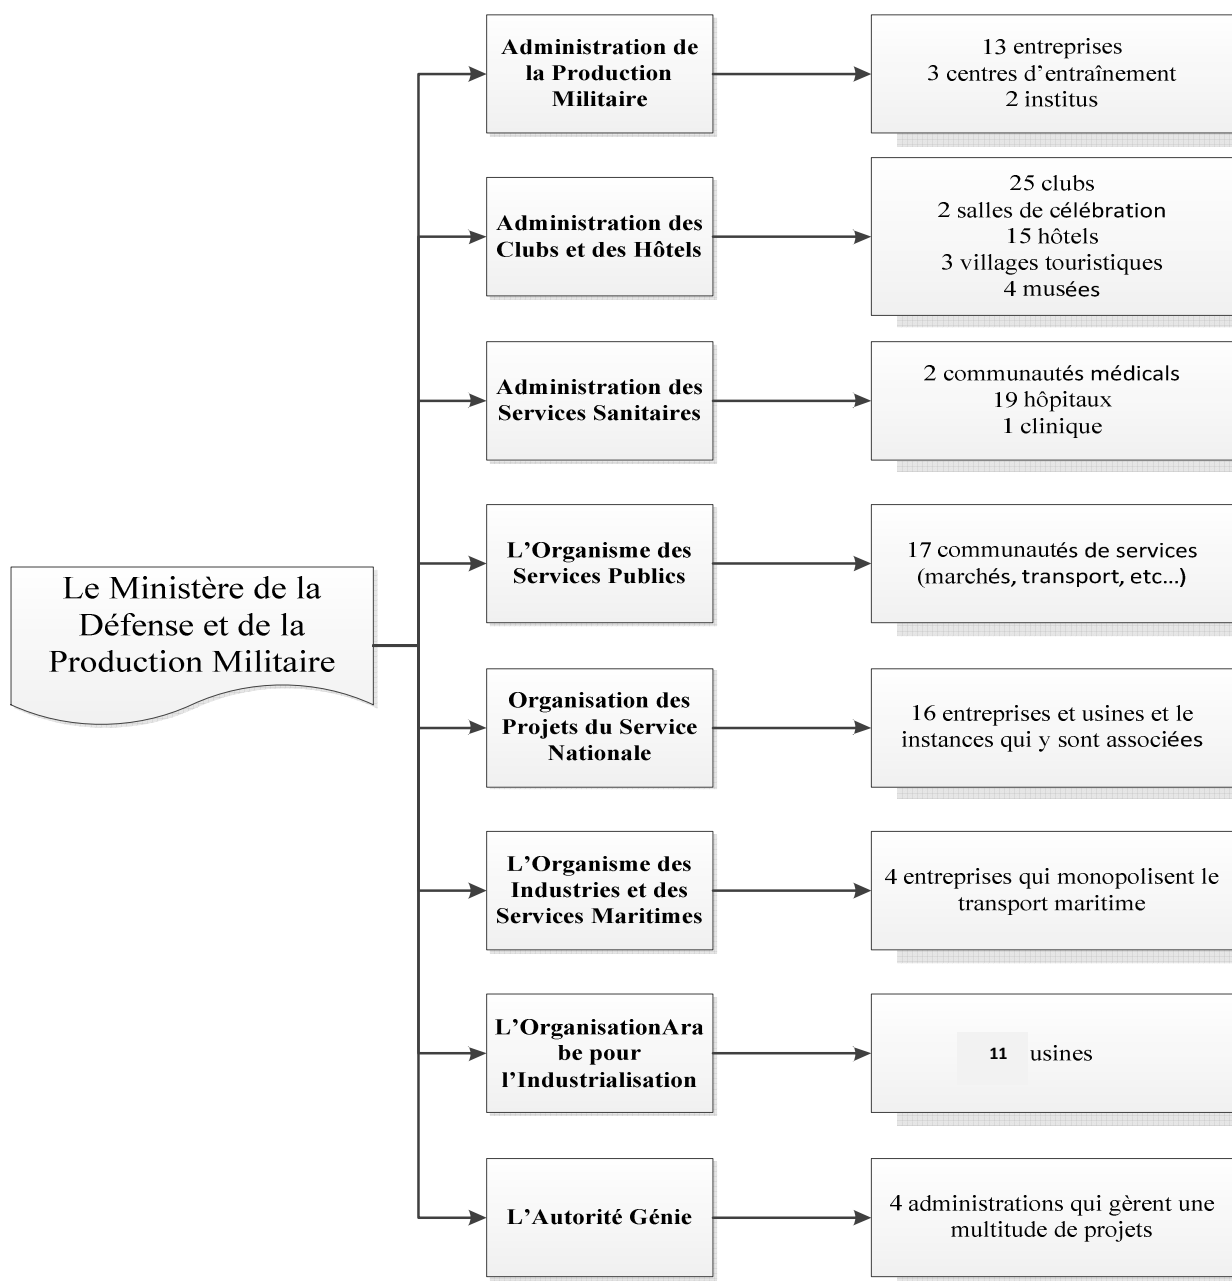 Administration de
la Production
Militaire
13 entreprises
3 centres d'entraînement
2 institus
Administration des
Clubs et des Hôtels
25 clubs
2 salles de célébration
15 hôtels
3 villages touristiques
4 musées
Administration des
Services Sanitaires
2 communautés médicals
19 hôpitaux
1 clinique
L'Organisme des
Services Publics
17 communautés de services
(marchés, transport, etc...)
Le Ministère de la
Défense et de la
Production Militaire
Organisation des
Projets du Service
Nationale
16 entreprises et usines et le
instances qui y sont associées
L'Organisme des
Industries et des
Services Maritimes
4 entreprises qui monopolisent le
transport maritime
L'OrganisationAra
be pour
l'Industrialisation
11 usines
L'Autorité Génie
4 administrations qui gèrent une
multitude de projets